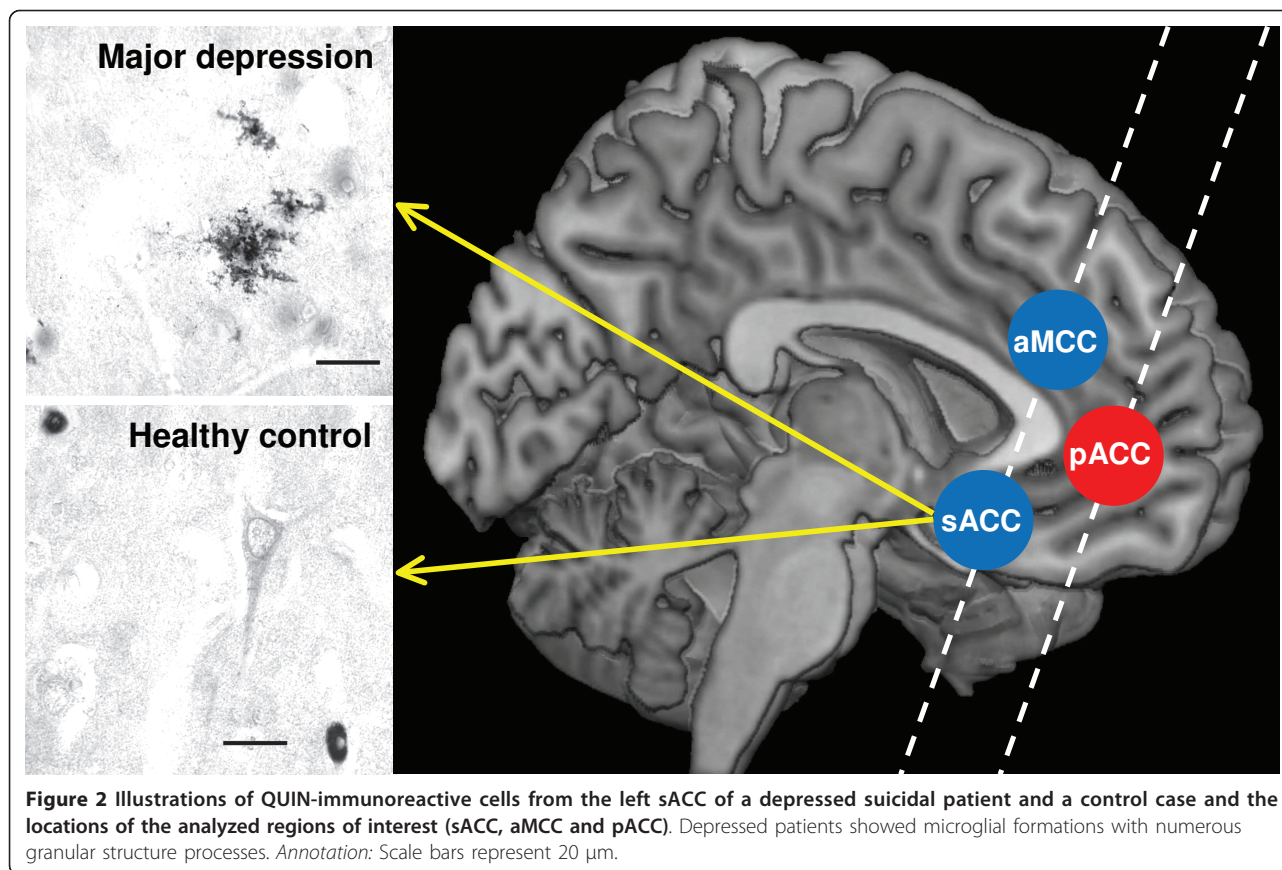 Major depression
Healthy control
aMCC
pACC
sACC
Figure 2 Illustrations of QUIN-immunoreactive cells from the left sACC of a depressed suicidal patient and a control case and the
locations of the analyzed regions of interest (sACC, aMCC and pACC). Depressed patients showed microglial formations with numerous
granular structure processes. Annotation: Scale bars represent 20 μm.